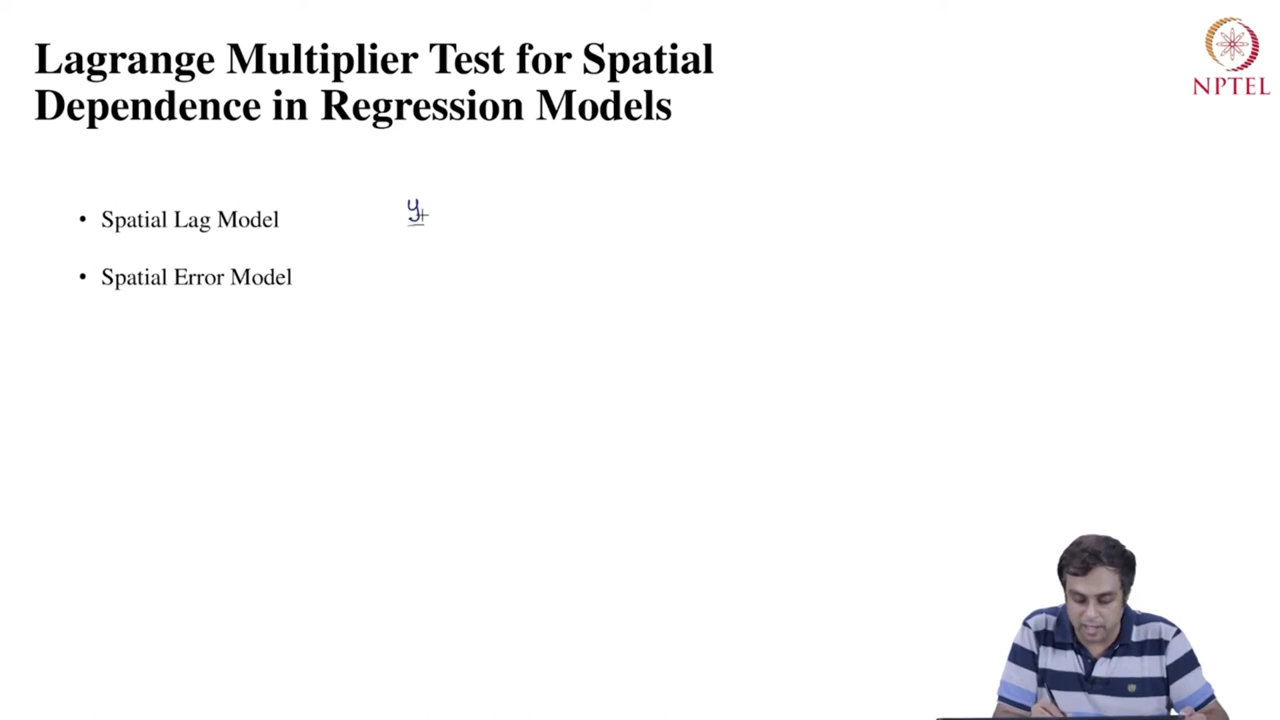 Lagrange Multiplier Test for Spatial
Dependence in Regression Models
NPTEL
• Spatial Lag Model
y
• Spatial Error Model